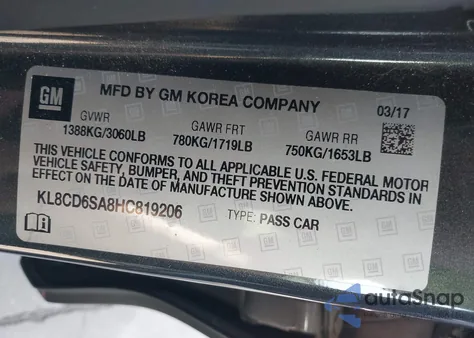 GM
MFD BY GM KOREA COMPANY
03/17
GVWR GAWR FRT GAWR RR
1388KG/3060LB 780KG/1719LB 750KG/1653LB
THIS VEHICLE CONFORMS TO ALL APPLICABLE U.S. FEDERAL MOTOR
VEHICLE SAFETY, BUMPER, AND THEFT PREVENTION STANDARDS IN
EFFECT ON THE DATE OF MANUFACTURE SHOWN ABOVE.
KL8CD6SA8HC819206 TYPE: PASS CAR
autoSnap